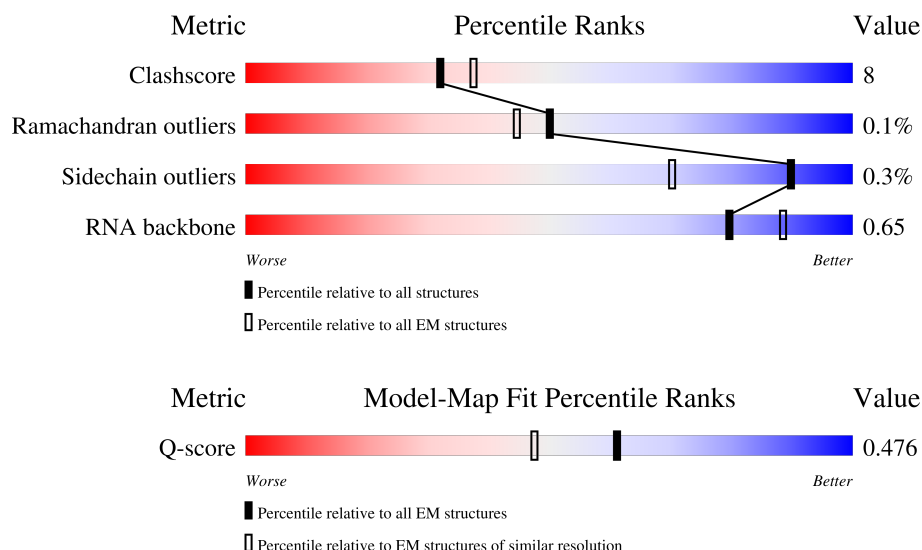 Metric Percentile Ranks Value
Clashscore 8
Ramachandran outliers 0.1%
Sidechain outliers 0.3%
RNA backbone 0.65
Worse Better
Percentile relative to all structures
Percentile relative to all EM structures
Metric Model-Map Fit Percentile Ranks Value
Q-score 0.476
Worse Better
Percentile relative to all EM structures
Percentile relative to EM structures of similar resolution